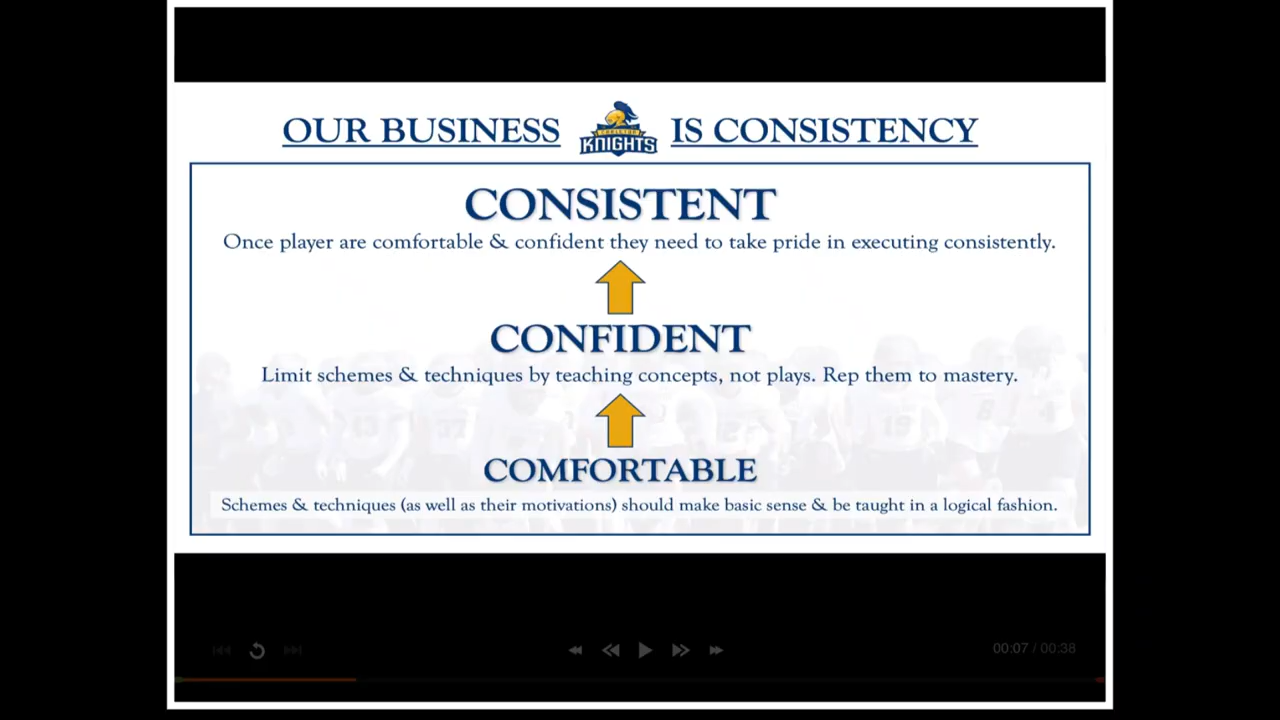 OUR BUSINESS CARLETON KNIGHTS IS CONSISTENCY
CONSISTENT
Once player are comfortable & confident they need to take pride in executing consistently.
CONFIDENT
Limit schemes & techniques by teaching concepts, not plays. Rep them to mastery.
COMFORTABLE
Schemes & techniques (as well as their motivations) should make basic sense & be taught in a logical fashion.
00:07 / 00:38